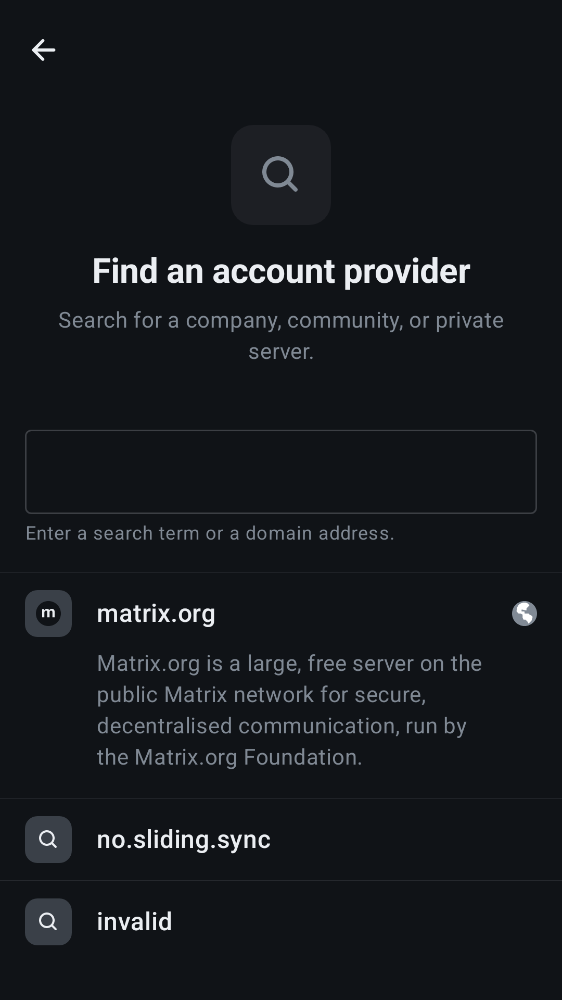 Find an account provider
Search for a company, community, or private
server.
Enter a search term or a domain address.
m
matrix.org
Matrix.org is a large, free server on the
public Matrix network for secure,
decentralised communication, run by
the Matrix.org Foundation.
no.sliding.sync
invalid